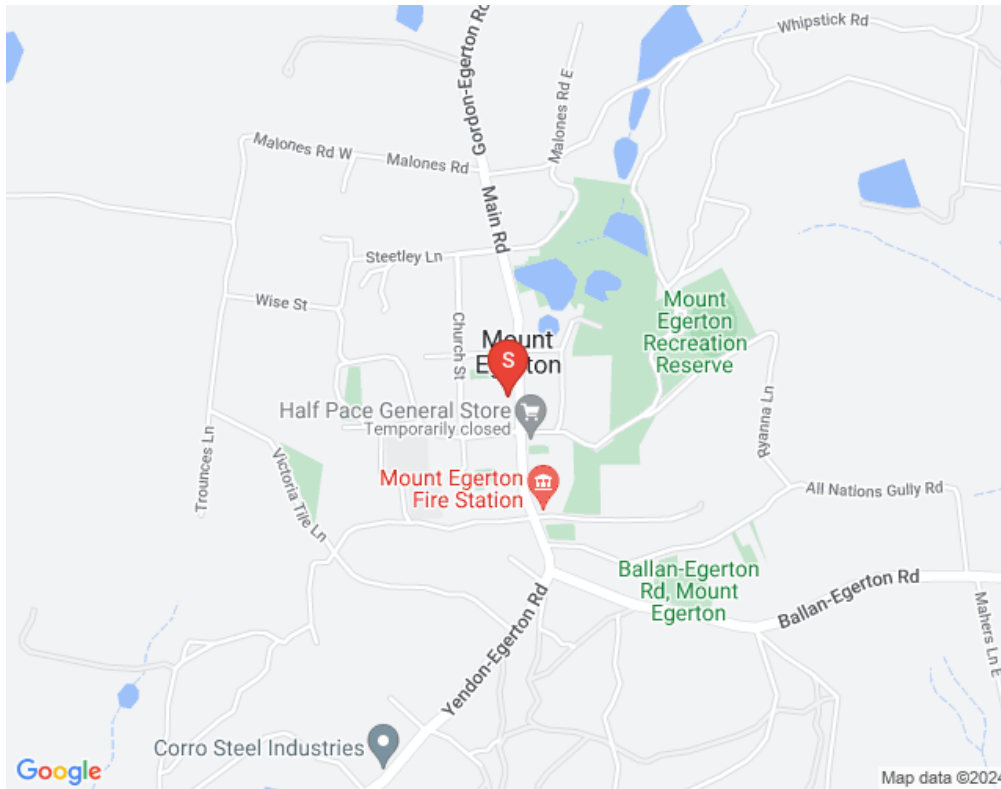 Whipstick Rd
Gordon-Egerton Rd
Malones Rd E
Malones Rd W
Malones Rd
Main Rd
Steetley Ln
Wise St
Church St
Mount
Egerton
Mount
Egerton
Recreation
Reserve
S
Half Pace General Store
Temporarily closed
Ryanna Ln
Trounces Ln
Victoria Tile Ln
Mount Egerton
Fire Station
All Nations Gully Rd
Ballan-Egerton
Rd, Mount
Egerton
Ballan-Egerton Rd
Mahers Ln E
Yendon-Egerton Rd
Corro Steel Industries
Google
Map data ©2024